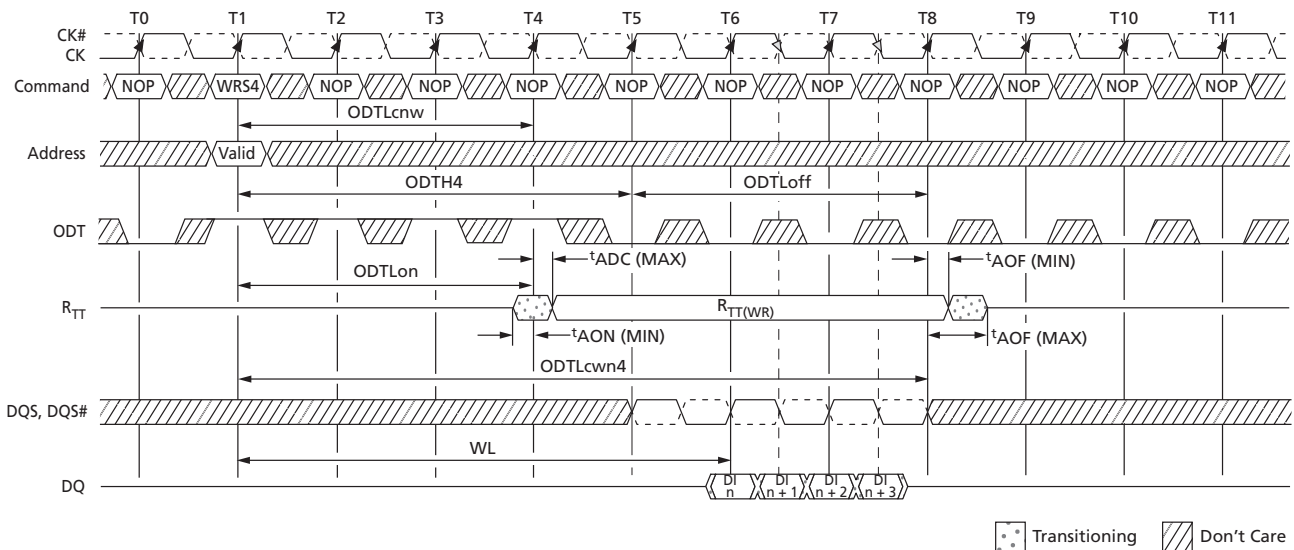 T0 T1 T2 T3 T4 T5 T6 T7 T8 T9 T10 T11
CK#
CK
Command NOP WRS4 NOP NOP NOP NOP NOP NOP NOP NOP NOP NOP
ODTLcnw
Address Valid
ODTH4 ODTLoff
ODT
tADC (MAX) tAOF (MIN)
ODTLon
RTT RTT(WR)
tAON (MIN) tAOF (MAX)
ODTLcwn4
DQS, DQS#
WL
DQ DI n DI n + 1 DI n + 2 DI n + 3
Transitioning Don't Care